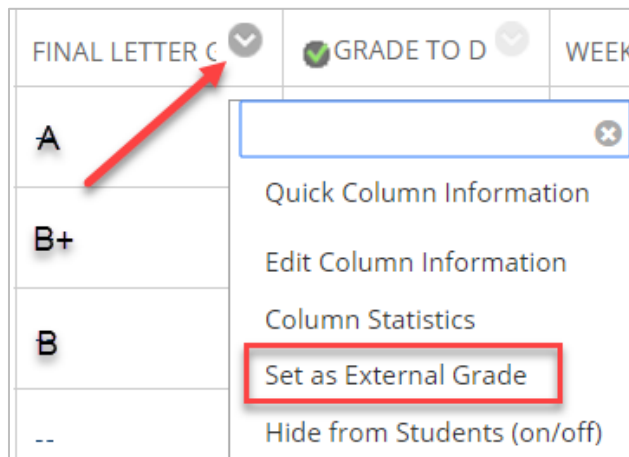 FINAL LETTER G
GRADE TO D
WEEK
A
B+
B
--
Quick Column Information
Edit Column Information
Column Statistics
Set as External Grade
Hide from Students (on/off)